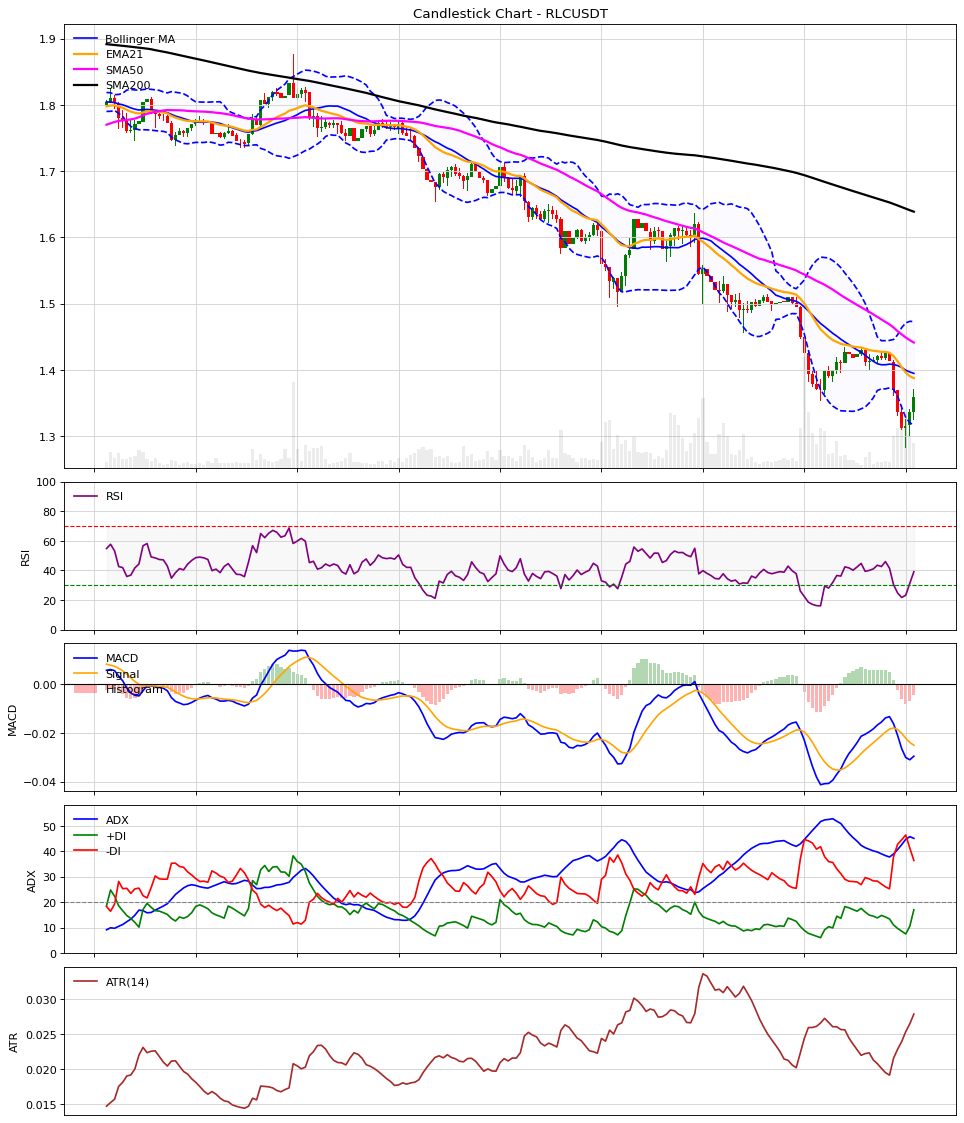 Candlestick Chart - RLCUSDT
Bollinger MA
EMA21
SMA50
SMA200
1.9
1.8
1.7
1.6
1.5
1.4
1.3
RSI
RSI
100
80
60
40
20
0
MACD
Signal
Histogram
MACD
0.00
−0.02
−0.04
ADX
+DI
-DI
ADX
50
40
30
20
10
0
ATR(14)
ATR
0.030
0.025
0.020
0.015